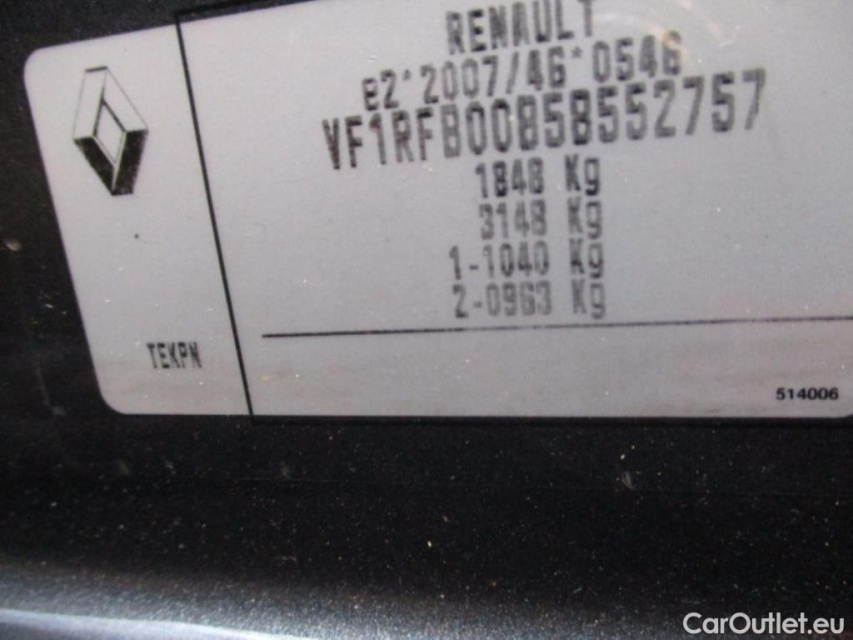 RENAULT
e2*2007/46*0546
VF1RFB00B58552757
1848 Kg
3148 Kg
1-1040 Kg
2-0963 Kg
TEKPN
514006
CarOutlet.eu